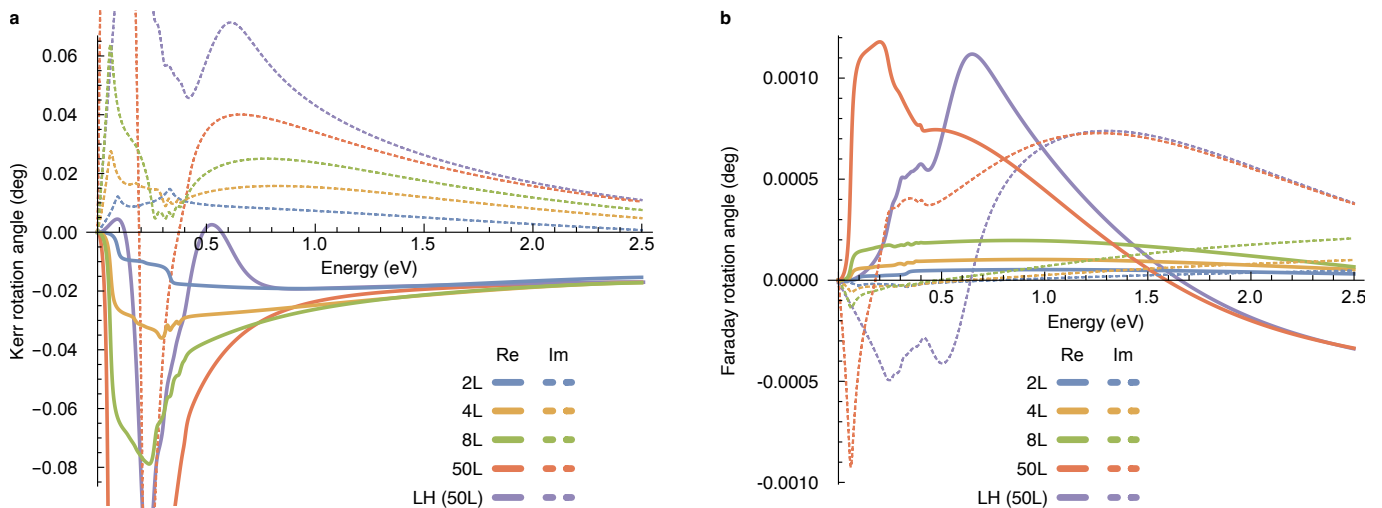 a
Kerr rotation angle (deg)
0.06
0.04
0.02
0.00
−0.02
−0.04
−0.06
−0.08
0.5
1.0
1.5
2.0
2.5
Energy (eV)
Re Im
2L
4L
8L
50L
LH (50L)
b
Faraday rotation angle (deg)
0.0010
0.0005
0.0000
-0.0005
-0.0010
0.5
1.0
1.5
2.0
2.5
Energy (eV)
Re Im
2L
4L
8L
50L
LH (50L)